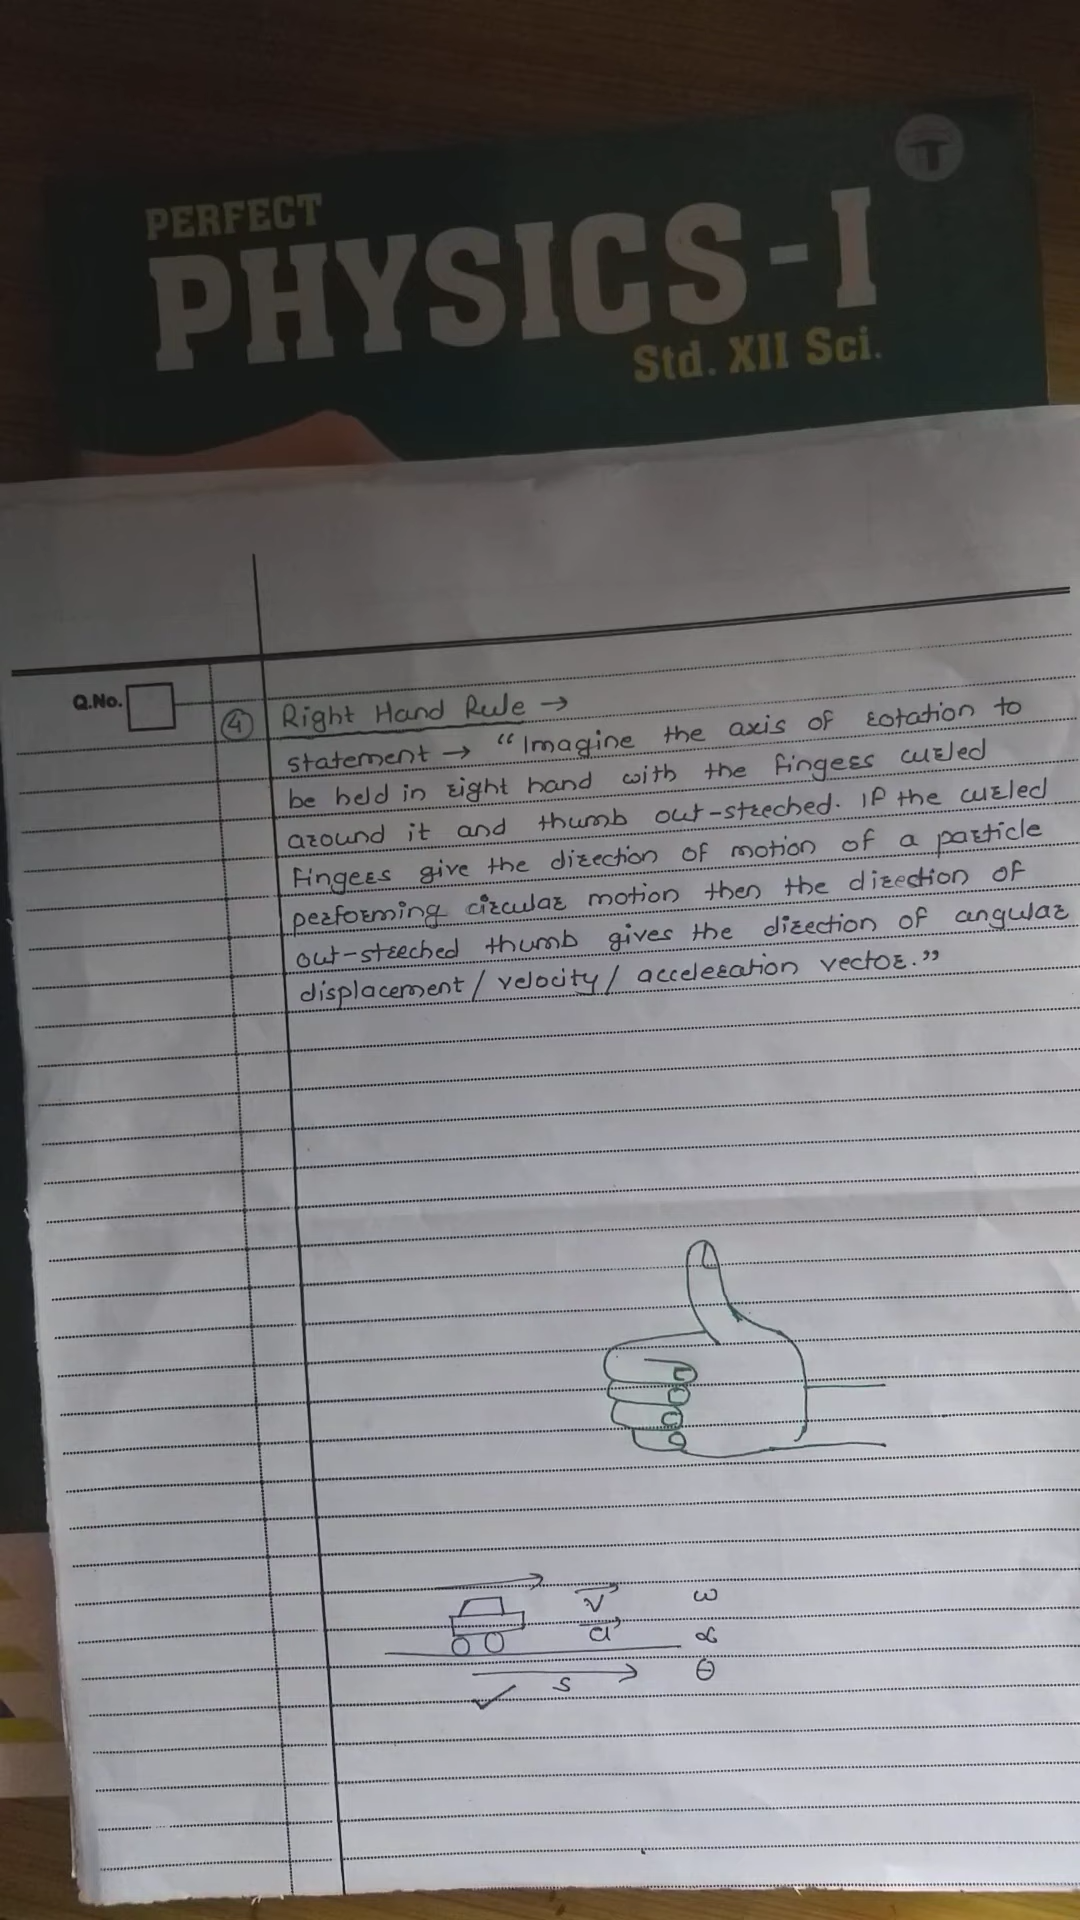 PERFECT
PHYSICS-I
Std. XII Sci.
T
Q.No.
④ Right Hand Rule →
statement → “Imagine the axis of rotation to
be held in right hand with the fingers curled
around it and thumb out-streched. If the curled
fingers give the direction of motion of a particle
performing circular motion then the direction of
out-streched thumb gives the direction of angular
displacement / velocity / acceleration vector.”
V ω
a α
s θ